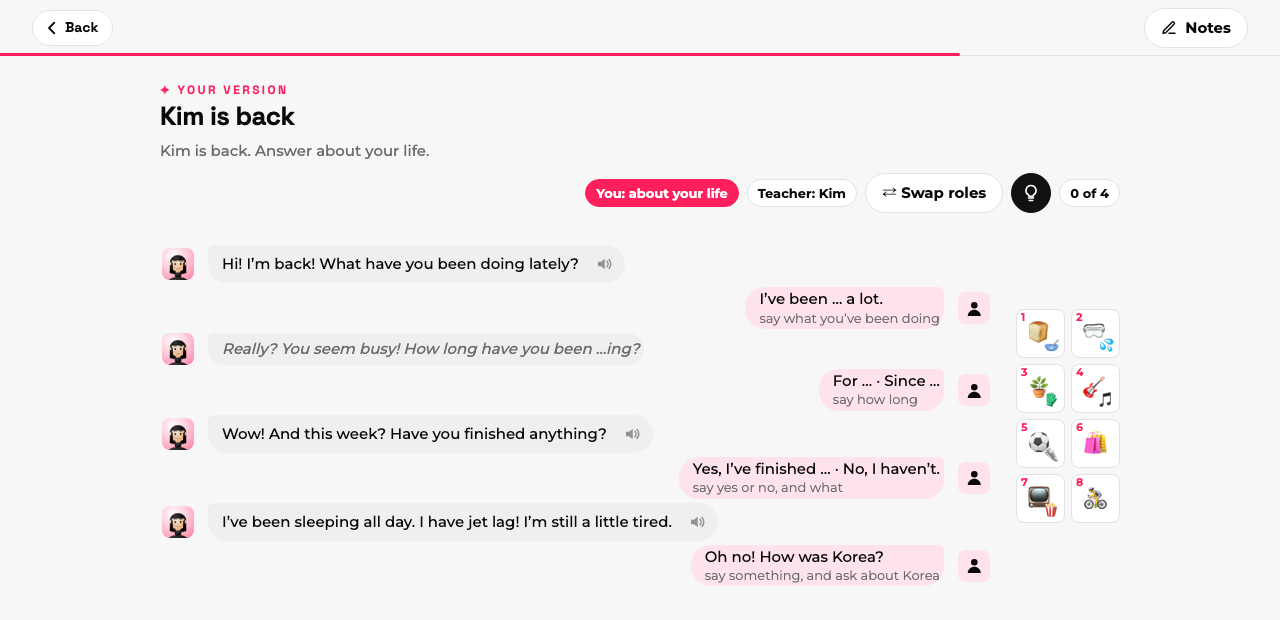 Back
Notes
✦ YOUR VERSION
Kim is back
Kim is back. Answer about your life.
You: about your life
Teacher: Kim
Swap roles
0 of 4
Hi! I’m back! What have you been doing lately?
I’ve been ... a lot.
say what you’ve been doing
Really? You seem busy! How long have you been ...ing?
For ... · Since ...
say how long
Wow! And this week? Have you finished anything?
Yes, I’ve finished ... · No, I haven’t.
say yes or no, and what
I’ve been sleeping all day. I have jet lag! I’m still a little tired.
Oh no! How was Korea?
say something, and ask about Korea
1
2
3
4
5
6
7
8